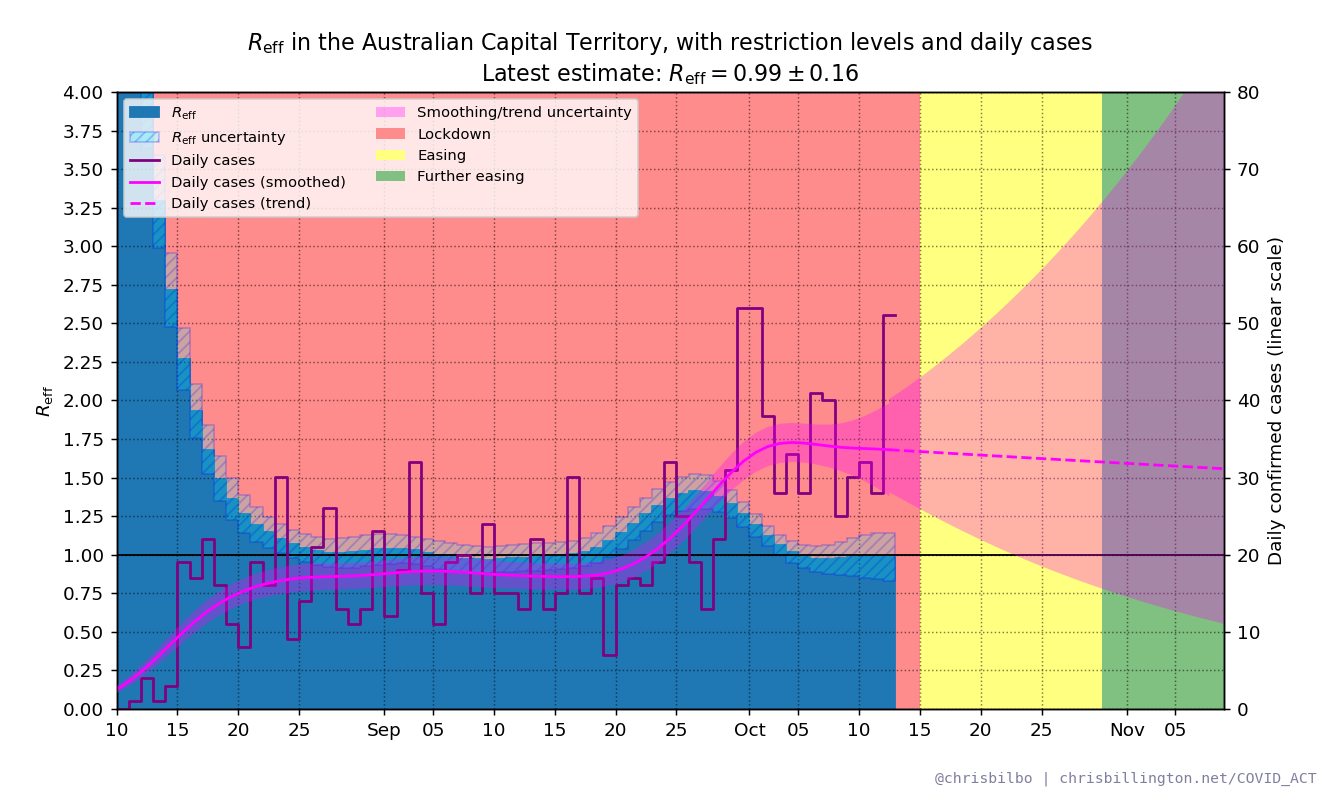 Reff in the Australian Capital Territory, with restriction levels and daily cases
Latest estimate: Reff = 0.99 ± 0.16
Reff
Reff uncertainty
Daily cases
Daily cases (smoothed)
Daily cases (trend)
Smoothing/trend uncertainty
Lockdown
Easing
Further easing
4.00
3.75
3.50
3.25
3.00
2.75
2.50
2.25
2.00
1.75
1.50
1.25
1.00
0.75
0.50
0.25
0.00
Reff
80
70
60
50
40
30
20
10
0
Daily confirmed cases (linear scale)
10 15 20 25 Sep 05 10 15 20 25 Oct 05 10 15 20 25 Nov 05
@chrisbilbo | chrisbillington.net/COVID_ACT